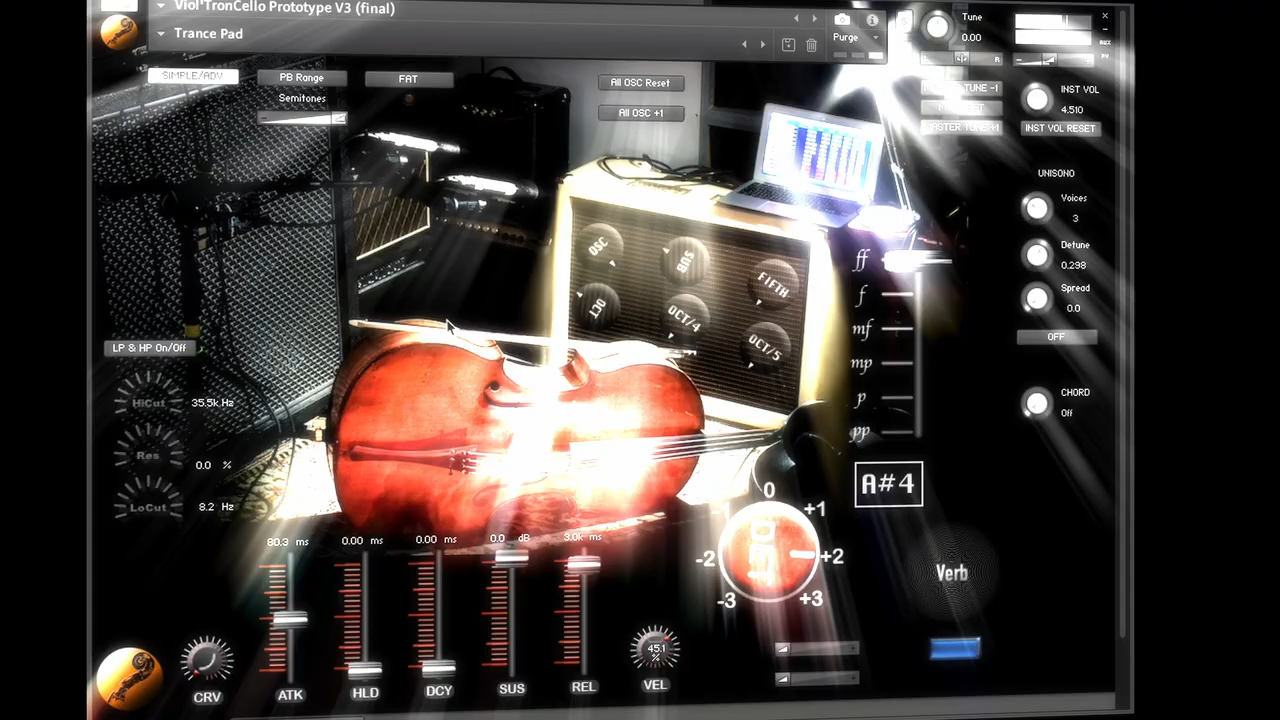 Viol'TronCello Prototype V3 (final)
Trance Pad
Purge
S
Tune
0.00
L
R
AUX
PV
SIMPLE/ADV
PB Range
FAT
Semitones
All OSC Reset
All OSC +1
TUNE -1
INST VOL
4.510
INST VOL RESET
UNISONO
Voices
3
Detune
0.298
Spread
0.0
OFF
CHORD
Off
OSC
SUB
FIFTH
OCT
OCT/4
OCT/5
ff
f
mf
mp
p
pp
A#4
LP & HP On/Off
HiCut
35.5k Hz
Res
0.0 %
LoCut
8.2 Hz
80.3 ms
0.00 ms
0.00 ms
0.0 dB
3.0k ms
0
+1
-2
+2
-3
+3
Verb
45.1
%
CRV
ATK
HLD
DCY
SUS
REL
VEL